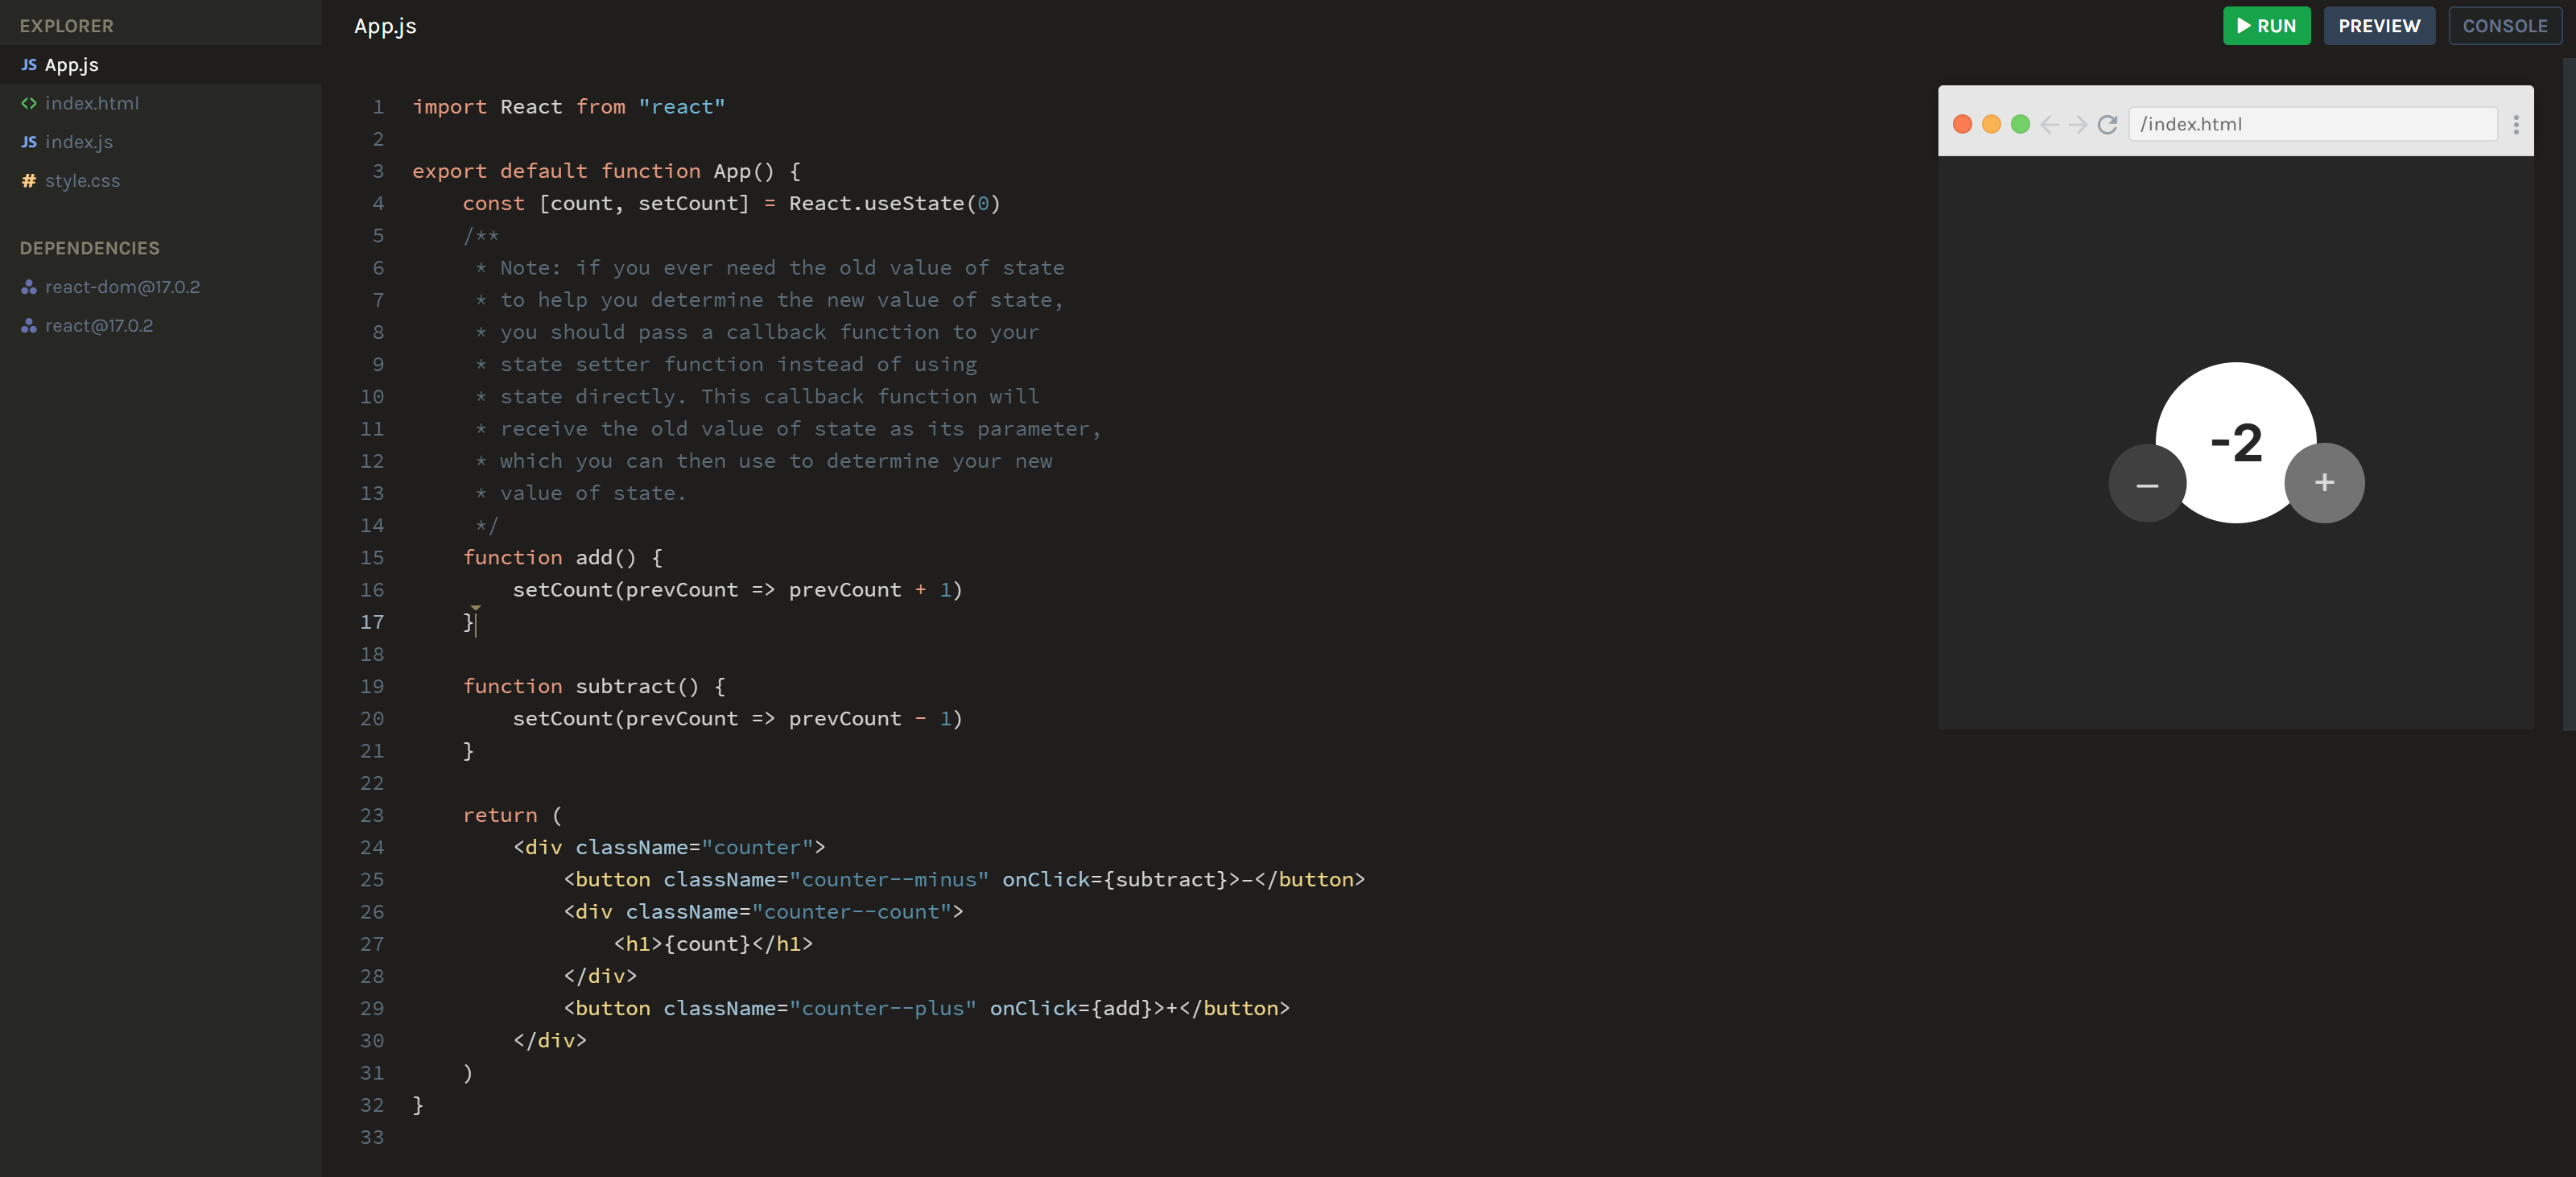 EXPLORER
JS App.js
<> index.html
JS index.js
# style.css
DEPENDENCIES
react-dom@17.0.2
react@17.0.2
App.js
RUN
PREVIEW
CONSOLE
1 import React from "react"
2
3 export default function App() {
4     const [count, setCount] = React.useState(0)
5     /**
6      * Note: if you ever need the old value of state
7      * to help you determine the new value of state,
8      * you should pass a callback function to your
9      * state setter function instead of using
10      * state directly. This callback function will
11      * receive the old value of state as its parameter,
12      * which you can then use to determine your new
13      * value of state.
14      */
15     function add() {
16         setCount(prevCount => prevCount + 1)
17     }
18
19     function subtract() {
20         setCount(prevCount => prevCount - 1)
21     }
22
23     return (
24         <div className="counter">
25             <button className="counter--minus" onClick={subtract}>–</button>
26             <div className="counter--count">
27                 <h1>{count}</h1>
28             </div>
29             <button className="counter--plus" onClick={add}>+</button>
30         </div>
31     )
32 }
33
/index.html
-2
–
+